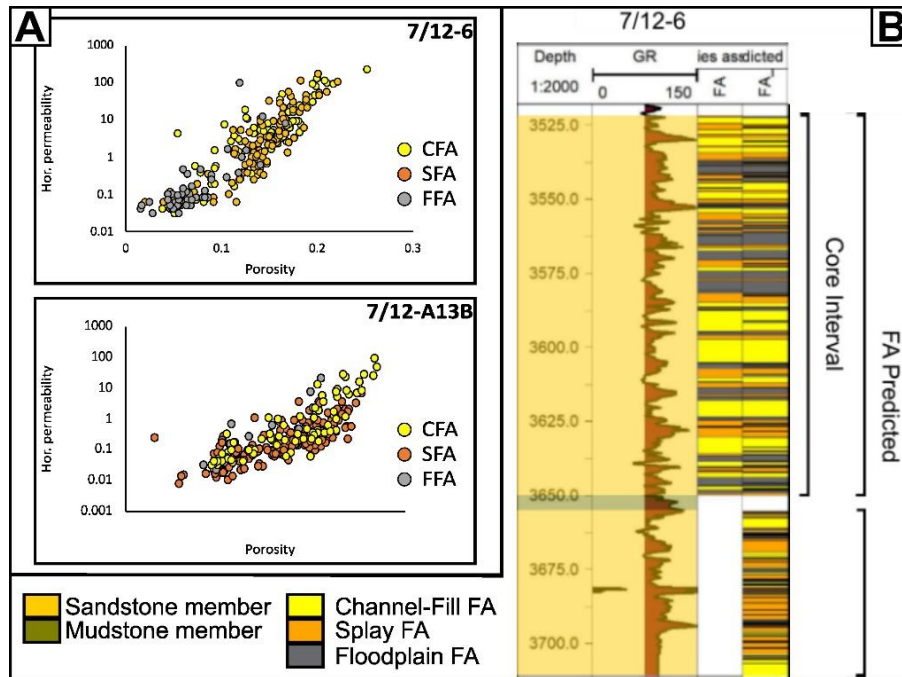 A
7/12-6
1000
100
10
1
0.1
0.01
Hor. permeability
0
0.1
0.2
0.3
Porosity
CFA
SFA
FFA
7/12-A13B
1000
100
10
1
0.1
0.01
0.001
Hor. permeability
Porosity
CFA
SFA
FFA
Sandstone member
Mudstone member
Channel-Fill FA
Splay FA
Floodplain FA
B
7/12-6
Depth
GR
ies ass
dicted
1:2000
0
150
FA
FA_
3525.0
3550.0
3575.0
3600.0
3625.0
3650.0
3675.0
3700.0
Core Interval
FA Predicted